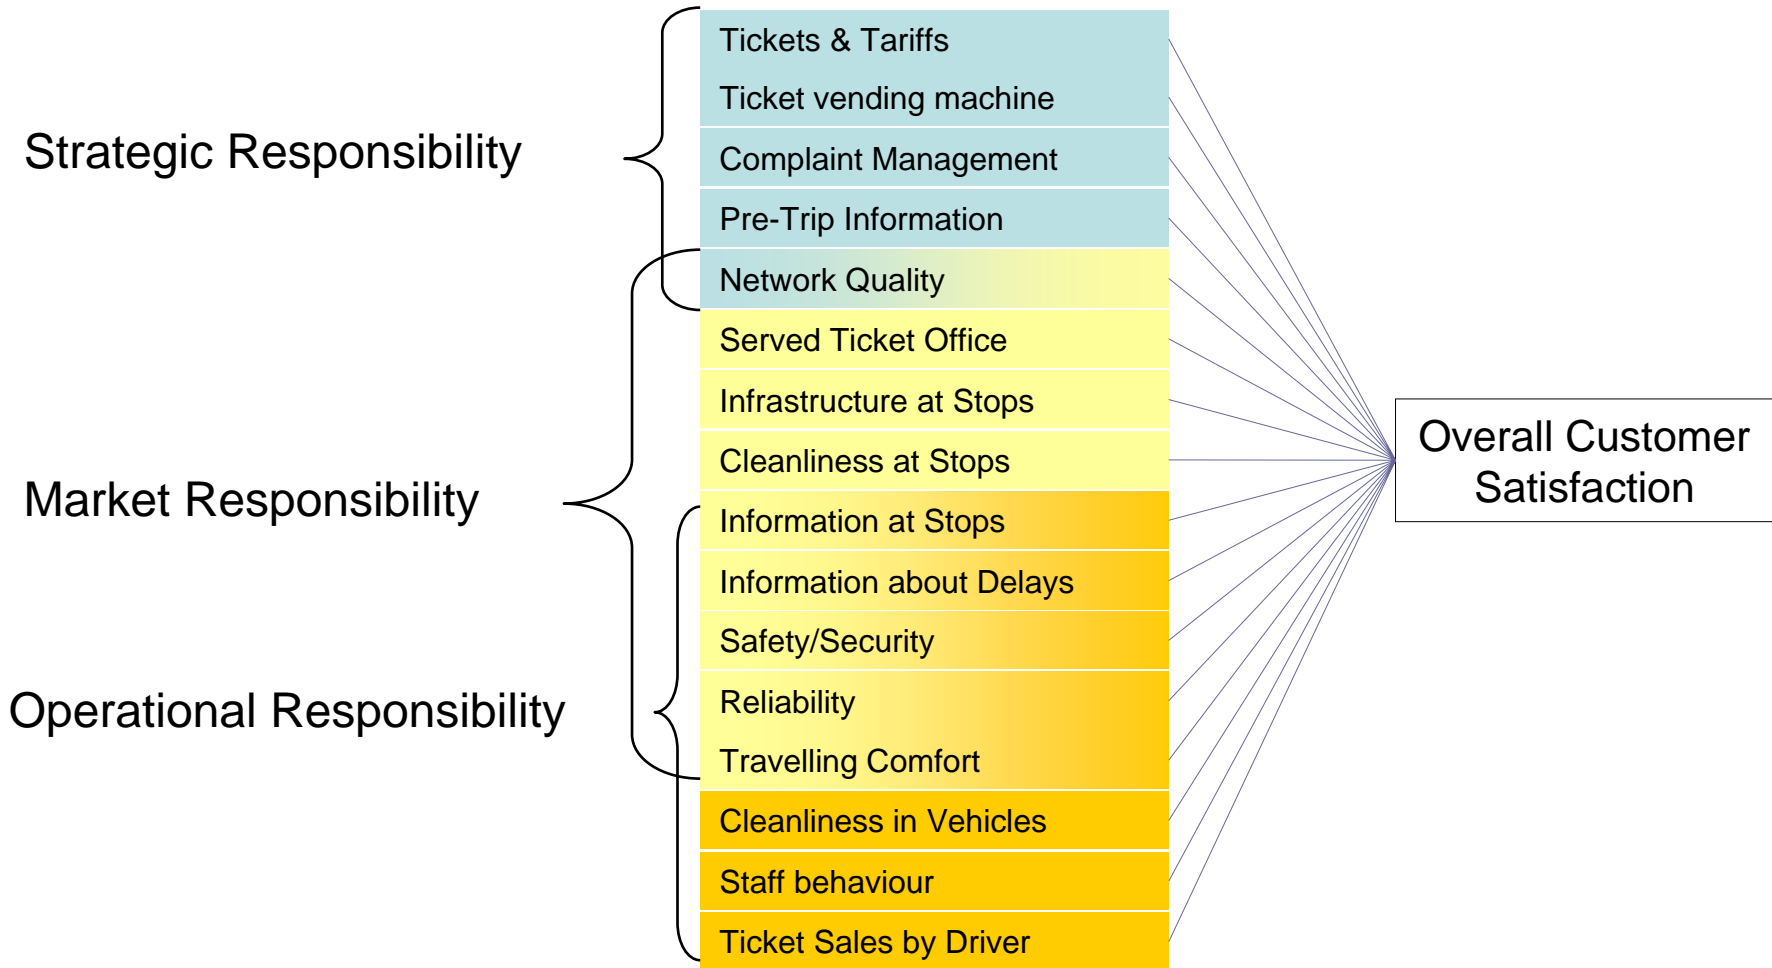 Strategic Responsibility
Market Responsibility
Operational Responsibility
Tickets & Tariffs
Ticket vending machine
Complaint Management
Pre-Trip Information
Network Quality
Served Ticket Office
Infrastructure at Stops
Cleanliness at Stops
Information at Stops
Information about Delays
Safety/Security
Reliability
Travelling Comfort
Cleanliness in Vehicles
Staff behaviour
Ticket Sales by Driver
Overall Customer
Satisfaction